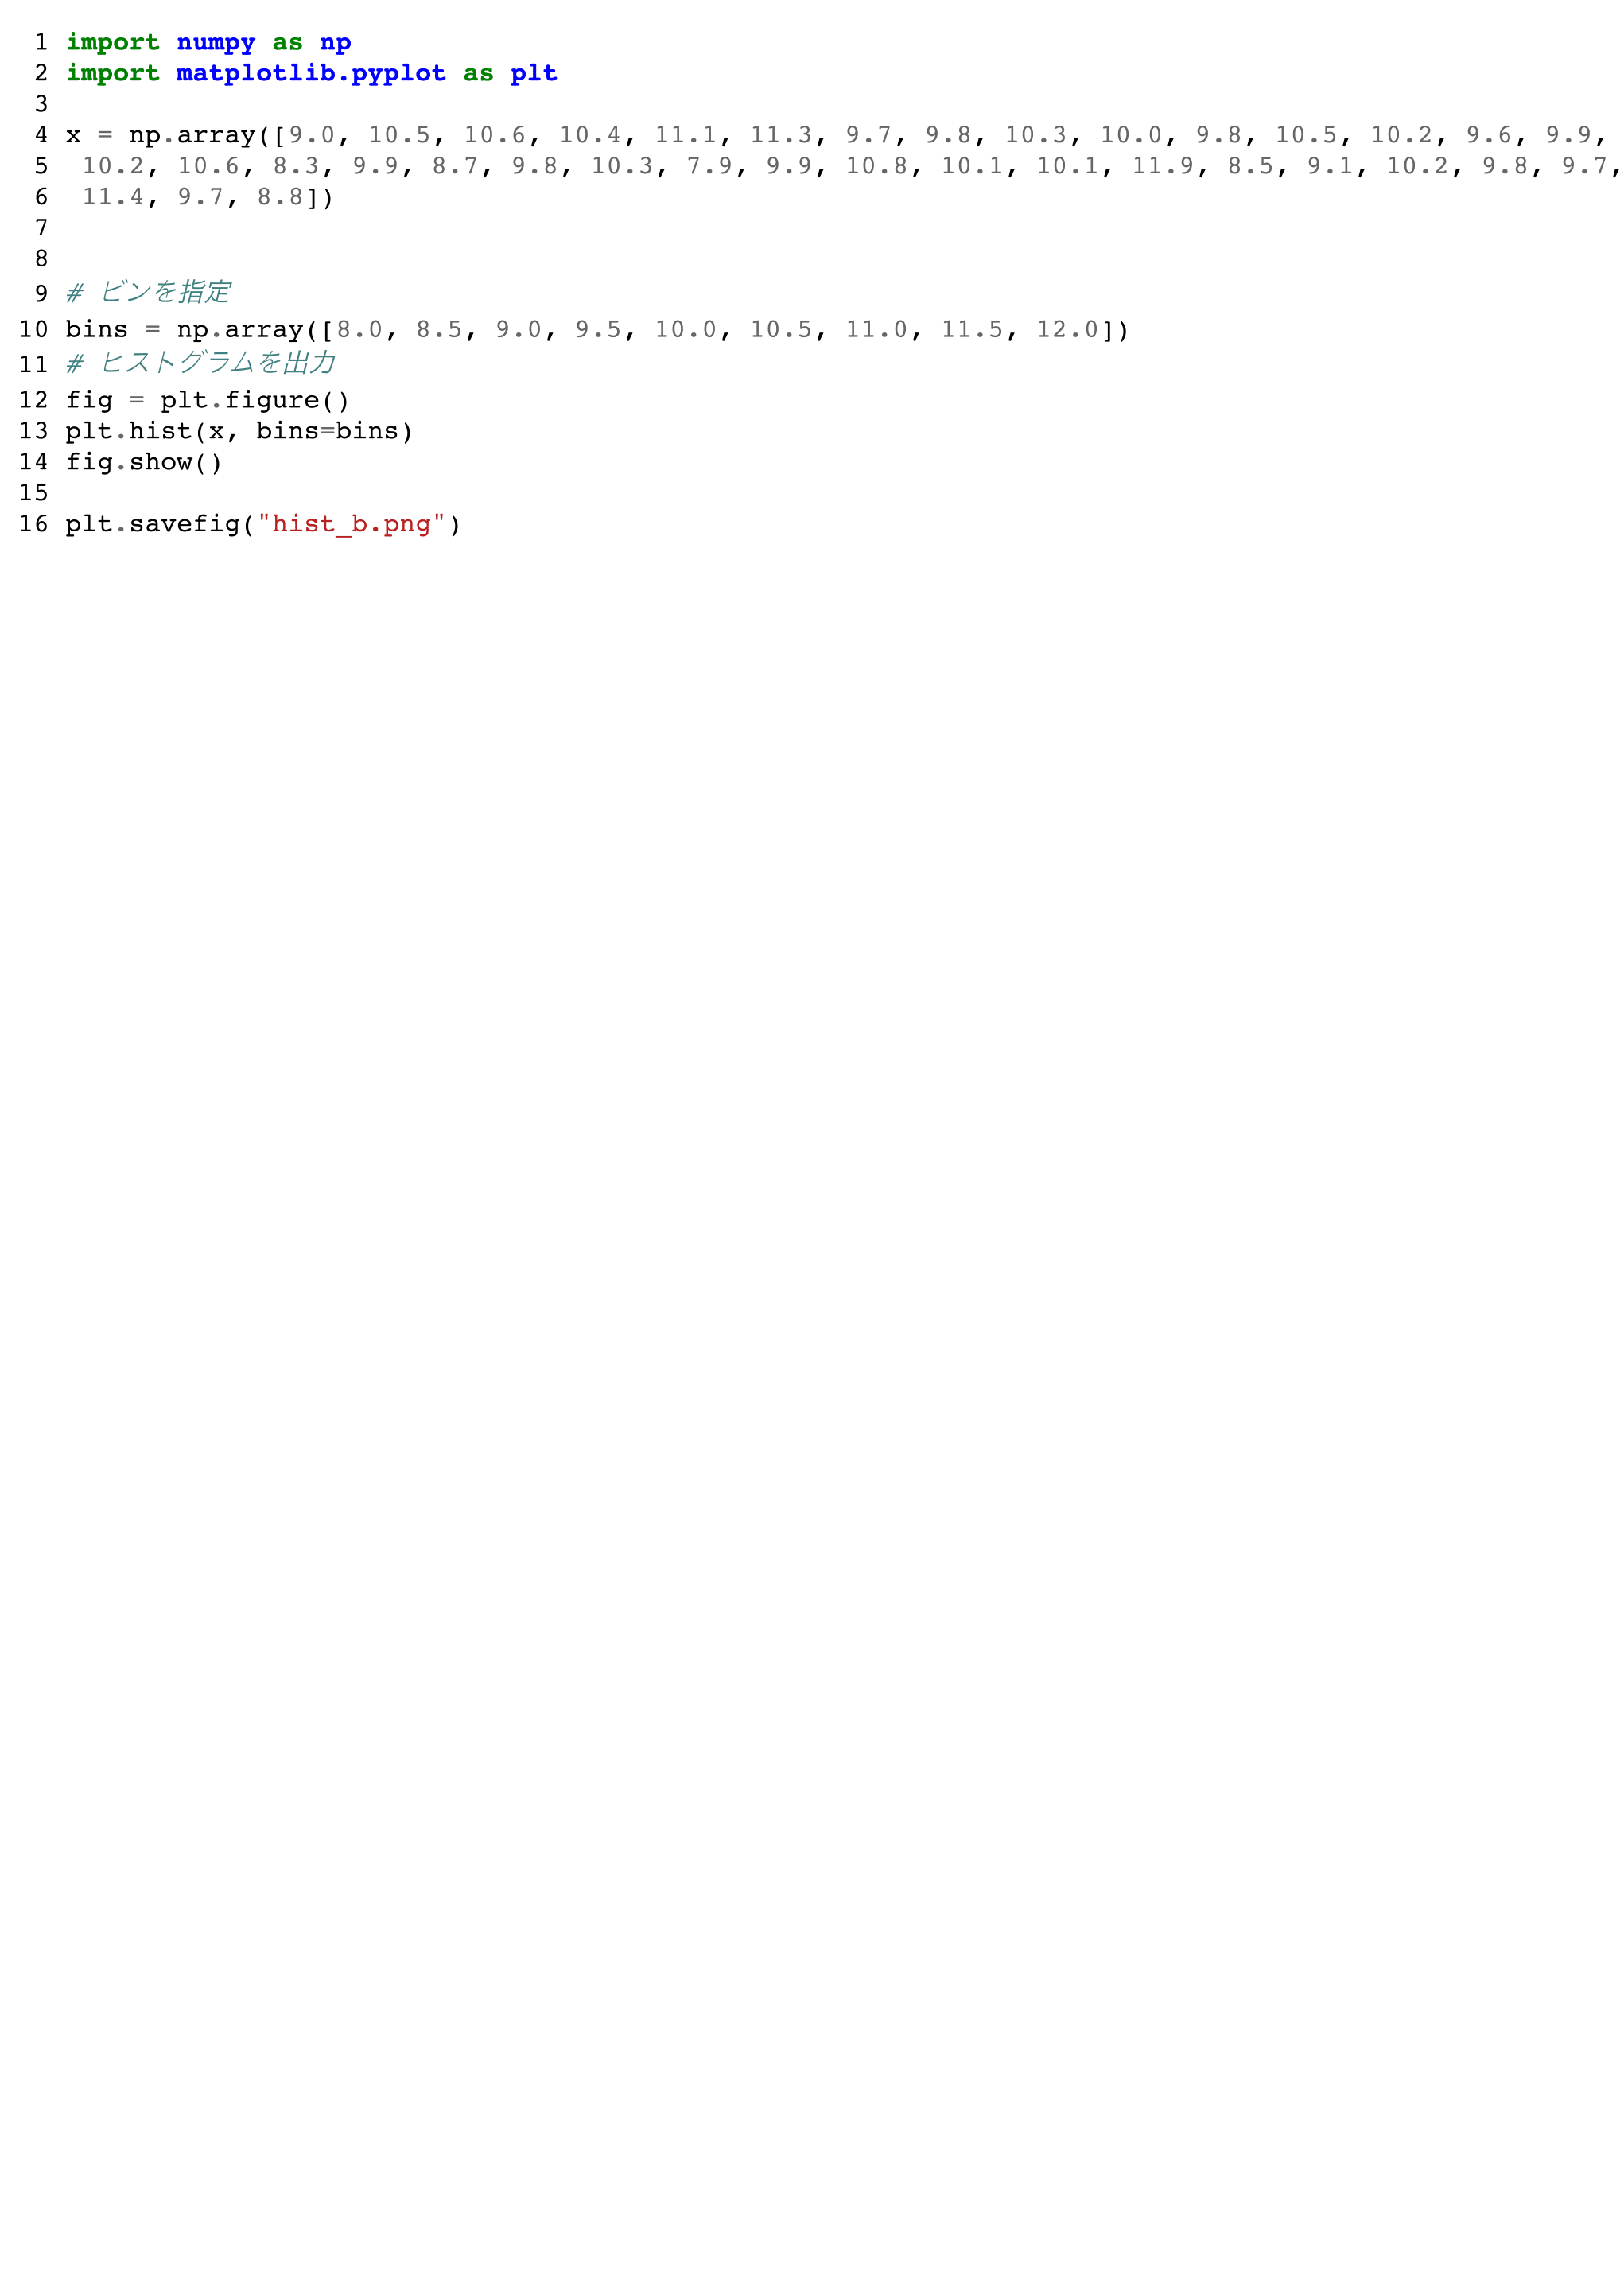 1 import numpy as np
2 import matplotlib.pyplot as plt
3
4 x = np.array([9.0, 10.5, 10.6, 10.4, 11.1, 11.3, 9.7, 9.8, 10.3, 10.0, 9.8, 10.5, 10.2, 9.6, 9.9,
5 10.2, 10.6, 8.3, 9.9, 8.7, 9.8, 10.3, 7.9, 9.9, 10.8, 10.1, 10.1, 11.9, 8.5, 9.1, 10.2, 9.8, 9.7,
6 11.4, 9.7, 8.8])
7
8
9 # ビンを指定
10 bins = np.array([8.0, 8.5, 9.0, 9.5, 10.0, 10.5, 11.0, 11.5, 12.0])
11 # ヒストグラムを出力
12 fig = plt.figure()
13 plt.hist(x, bins=bins)
14 fig.show()
15
16 plt.savefig("hist_b.png")